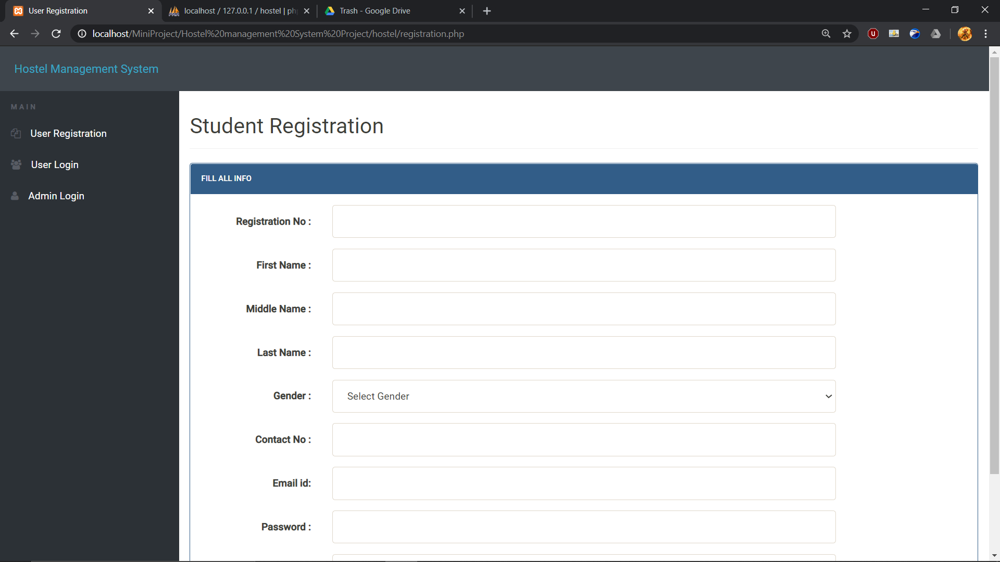 User Registration
localhost / 127.0.0.1 / hostel | ph
Trash - Google Drive
localhost/MiniProject/Hostel%20management%20System%20Project/hostel/registration.php
Hostel Management System
MAIN
User Registration
User Login
Admin Login
Student Registration
FILL ALL INFO
Registration No :
First Name :
Middle Name :
Last Name :
Gender :
Select Gender
Contact No :
Email id:
Password :